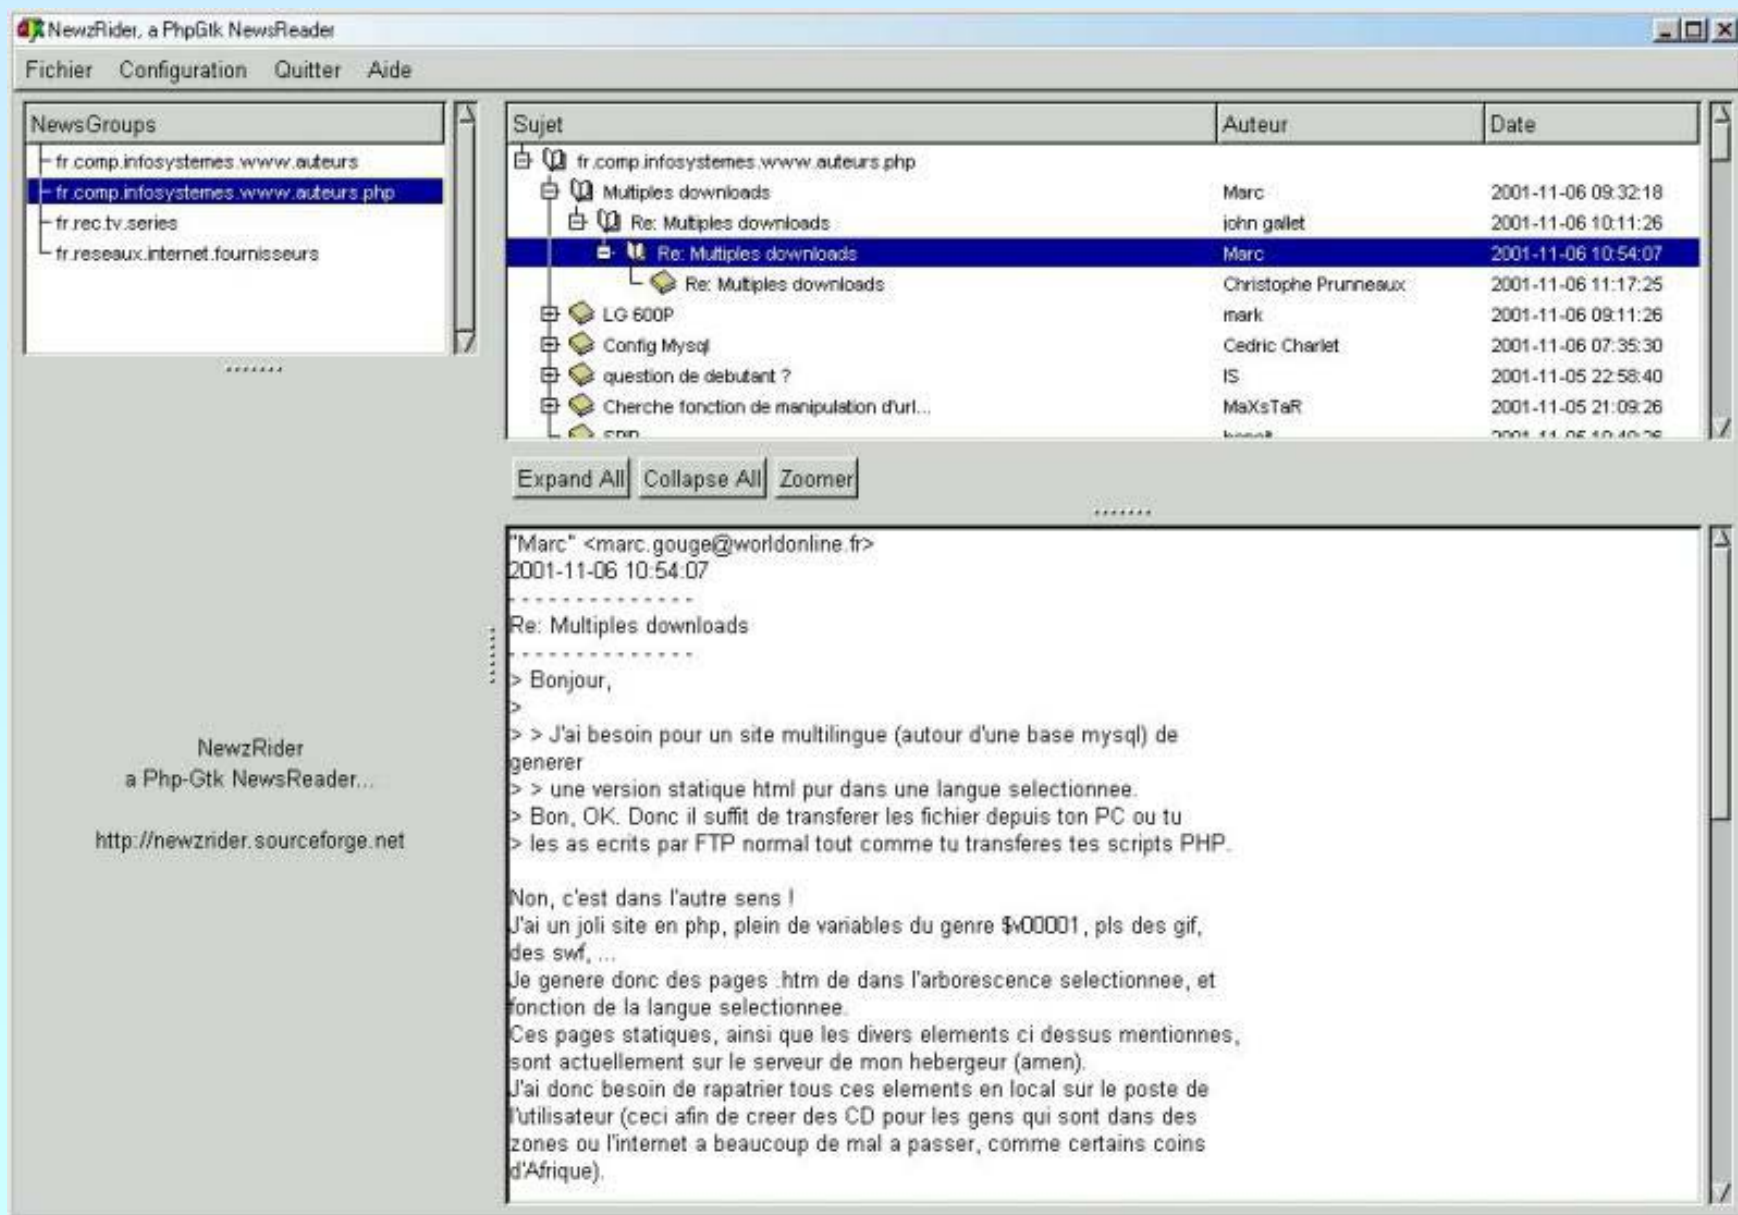 NewzRider, a PhpGtk NewsReader
Fichier Configuration Quitter Aide
NewsGroups
fr.comp.infosystemes.www.auteurs
fr.comp.infosystemes.www.auteurs.php
fr.rec.tv.series
fr.reseaux.internet.fournisseurs
Sujet Auteur Date
fr.comp.infosystemes.www.auteurs.php
Multiples downloads Marc 2001-11-06 09:32:18
Re: Multiples downloads john gallet 2001-11-06 10:11:26
Re: Multiples downloads Marc 2001-11-06 10:54:07
Re: Multiples downloads Christophe Prunneaux 2001-11-06 11:17:25
LG 600P mark 2001-11-06 09:11:26
Config Mysql Cedric Charlet 2001-11-06 07:35:30
question de debutant ? IS 2001-11-05 22:58:40
Cherche fonction de manipulation d'url... MaXsTaR 2001-11-05 21:09:26
Expand All Collapse All Zoomer
"Marc" <marc.gouge@worldonline.fr>
2001-11-06 10:54:07
- - - - - - - - - - - - - -
Re: Multiples downloads
- - - - - - - - - - - - - -
> Bonjour,
>
> > J'ai besoin pour un site multilingue (autour d'une base mysql) de
generer
> > une version statique html pur dans une langue selectionnee.
> Bon, OK. Donc il suffit de transferer les fichier depuis ton PC ou tu
> les as ecrits par FTP normal tout comme tu transferes tes scripts PHP.
Non, c'est dans l'autre sens !
J'ai un joli site en php, plein de variables du genre $v00001, pls des gif,
des swf, ...
Je genere donc des pages .htm de dans l'arborescence selectionnee, et
fonction de la langue selectionnee.
Ces pages statiques, ainsi que les divers elements ci dessus mentionnes,
sont actuellement sur le serveur de mon hebergeur (amen).
J'ai donc besoin de rapatrier tous ces elements en local sur le poste de
l'utilisateur (ceci afin de creer des CD pour les gens qui sont dans des
zones ou l'internet a beaucoup de mal a passer, comme certains coins
d'Afrique).
NewzRider
a Php-Gtk NewsReader...
http://newzrider.sourceforge.net